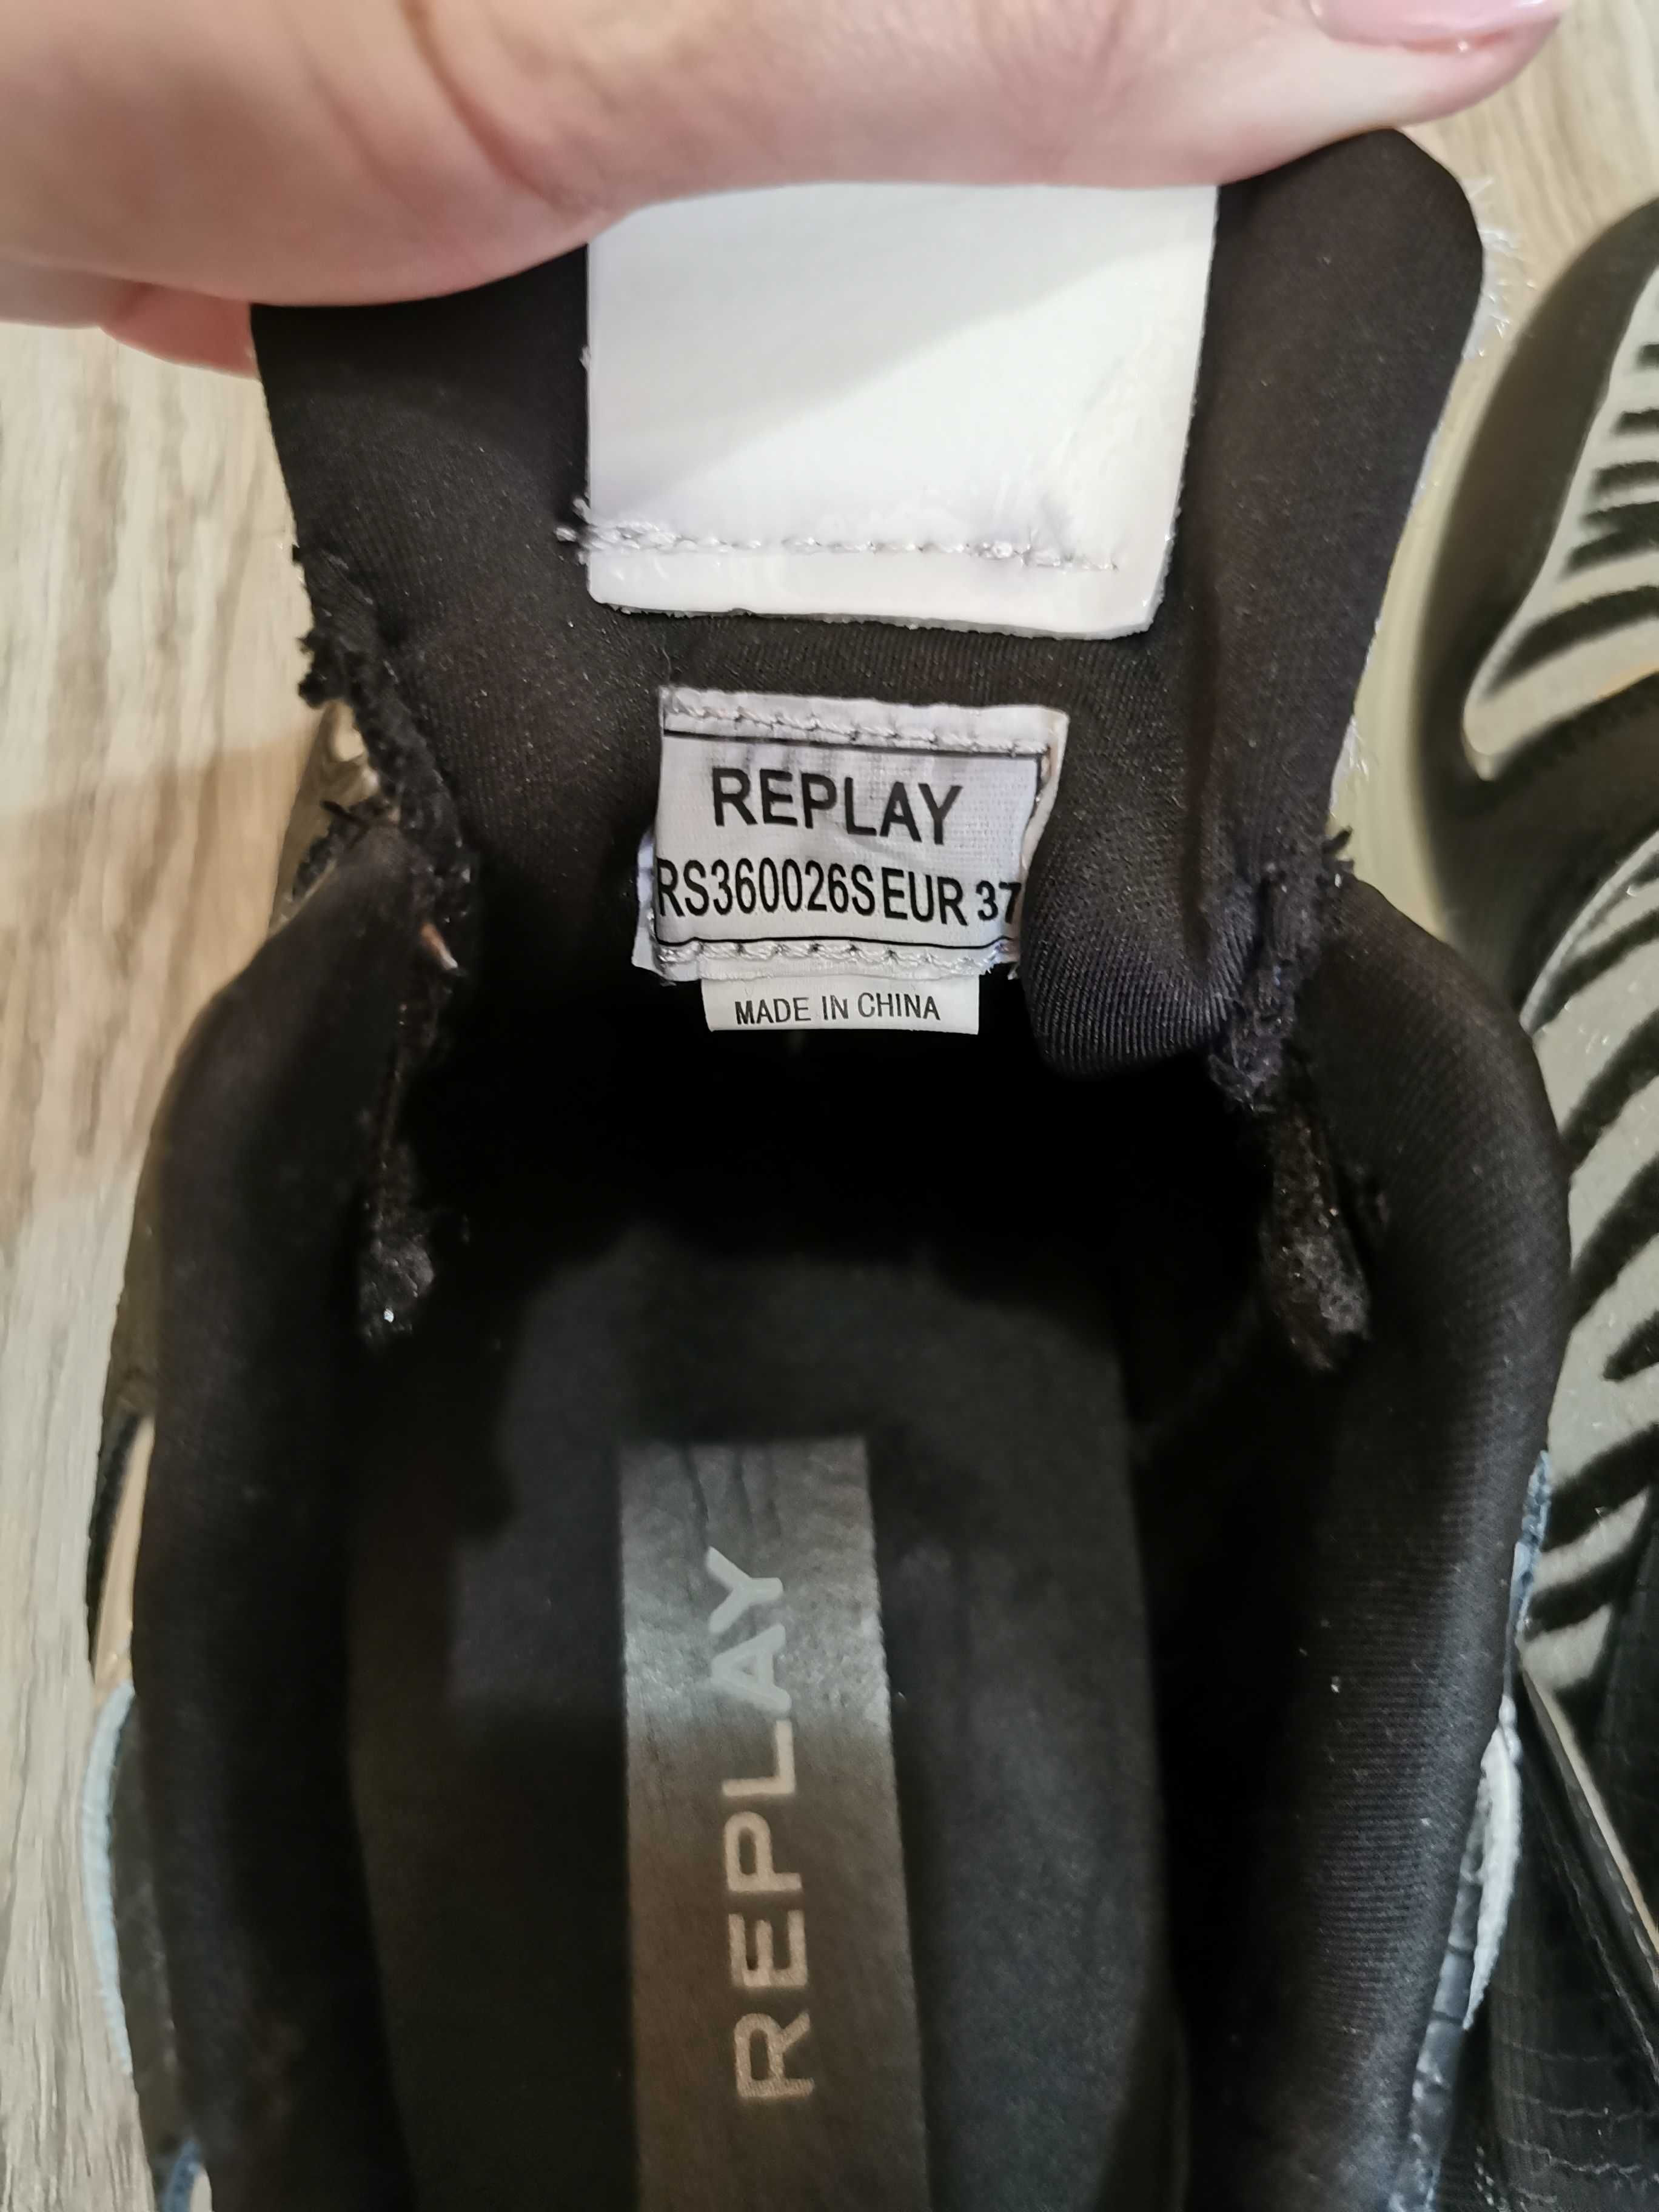 REPLAY
RS360026S EUR 37
MADE IN CHINA
REPLAY